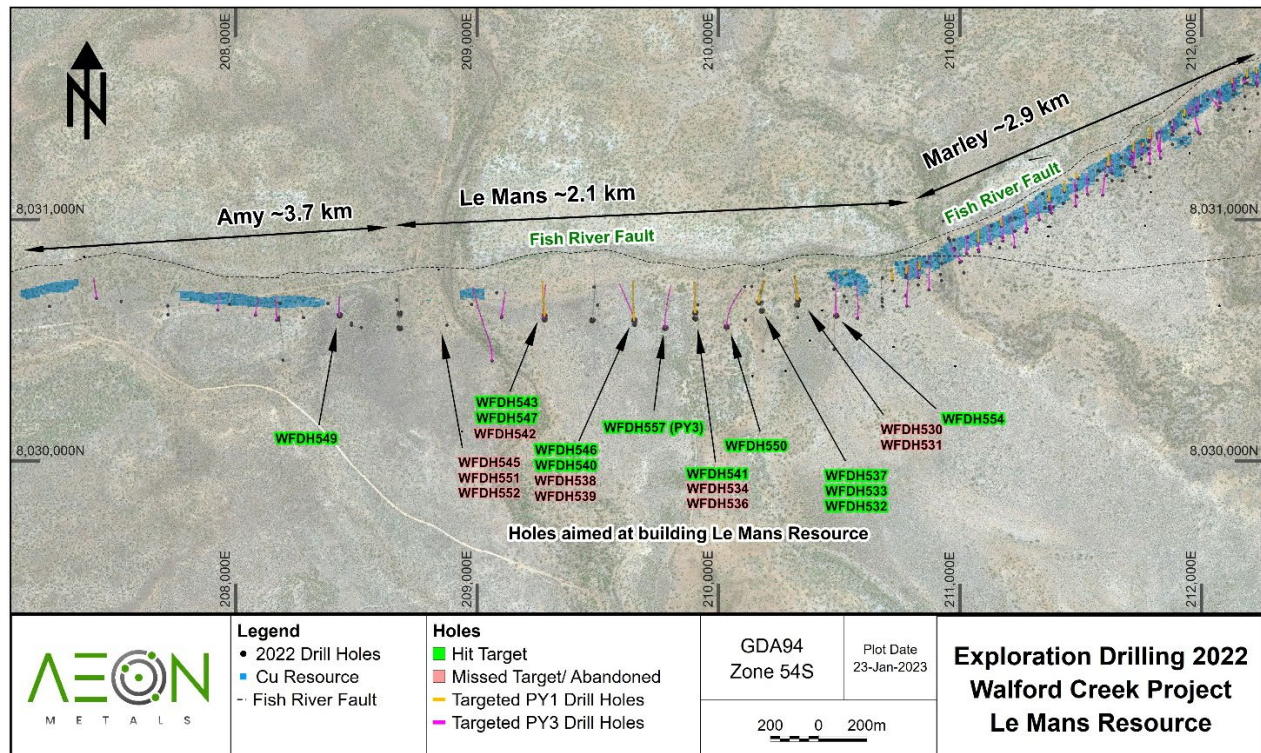 208,000E
209,000E
210,000E
211,000E
212,000E
N
Marley ~2.9 km
Le Mans ~2.1 km
Amy ~3.7 km
8,031,000N
8,031,000N
Fish River Fault
Fish River Fault
WFDH549
WFDH545
WFDH551
WFDH552
WFDH543
WFDH547
WFDH542
WFDH546
WFDH540
WFDH538
WFDH539
WFDH557 (PY3)
WFDH541
WFDH534
WFDH536
WFDH550
WFDH537
WFDH533
WFDH532
WFDH530
WFDH531
WFDH554
8,030,000N
8,030,000N
Holes aimed at building Le Mans Resource
208,000E
209,000E
210,000E
211,000E
212,000E
AEON
METALS
Legend
2022 Drill Holes
Cu Resource
Fish River Fault
Holes
Hit Target
Missed Target/ Abandoned
Targeted PY1 Drill Holes
Targeted PY3 Drill Holes
GDA94
Zone 54S
Plot Date
23-Jan-2023
200 0 200m
Exploration Drilling 2022
Walford Creek Project
Le Mans Resource